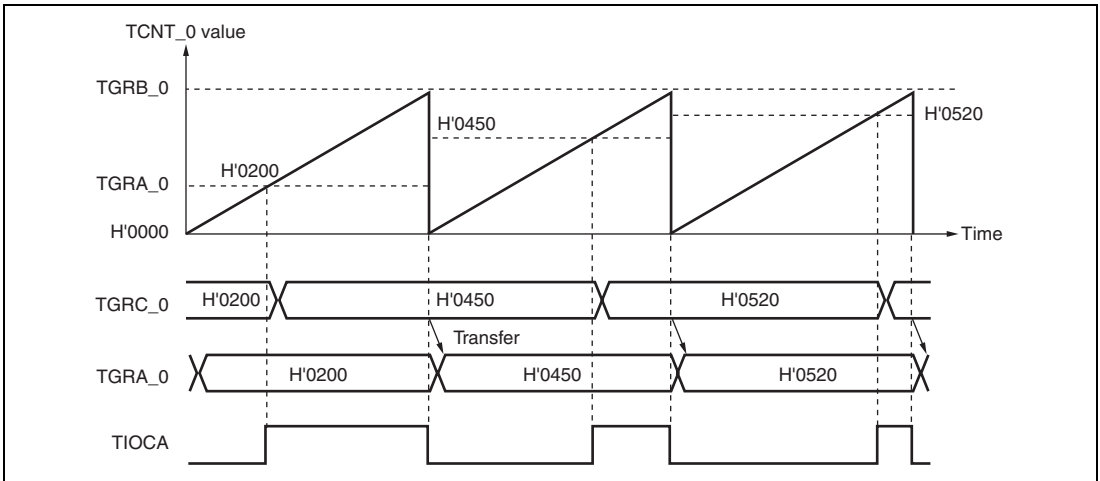 TCNT_0 value
TGRB_0
H'0450
H'0520
H'0200
TGRA_0
H'0000
Time
TGRC_0
H'0200
H'0450
H'0520
Transfer
TGRA_0
H'0200
H'0450
H'0520
TIOCA